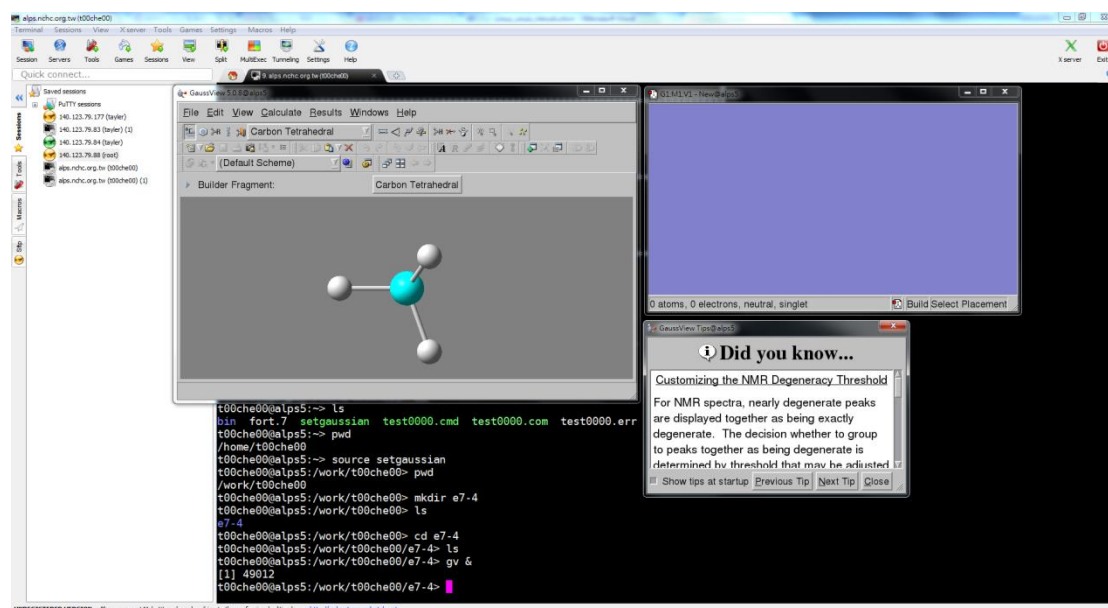 alps.nchc.org.tw (t00che00)
Terminal Sessions View X server Tools Games Settings Macros Help
Session Servers Tools Games Sessions View Split MultiExec Tunneling Settings Help X server Exit
Quick connect...
9. alps.nchc.org.tw (t00che00)
Saved sessions
PuTTY sessions
140.123.79.177 (tayler)
140.123.79.83 (tayler) (1)
140.123.79.84 (tayler)
140.123.79.88 (root)
alps.nchc.org.tw (t00che00)
alps.nchc.org.tw (t00che00) (1)
Sessions
Tools
Macros
Sftp
GaussView 5.0.8@alps5
File Edit View Calculate Results Windows Help
Carbon Tetrahedral
(Default Scheme)
Builder Fragment: Carbon Tetrahedral
G1:M1:V1 - New@alps5
0 atoms, 0 electrons, neutral, singlet Build Select Placement
GaussView Tips@alps5
Did you know...
Customizing the NMR Degeneracy Threshold
For NMR spectra, nearly degenerate peaks
are displayed together as being exactly
degenerate. The decision whether to group
to peaks together as being degenerate is
determined by threshold that may be adjusted
Show tips at startup Previous Tip Next Tip Close
t00che00@alps5:~> ls
bin fort.7 setgaussian test0000.cmd test0000.com test0000.err
t00che00@alps5:~> pwd
/home/t00che00
t00che00@alps5:~> source setgaussian
t00che00@alps5:/work/t00che00> pwd
/work/t00che00
t00che00@alps5:/work/t00che00> mkdir e7-4
t00che00@alps5:/work/t00che00> ls
e7-4
t00che00@alps5:/work/t00che00> cd e7-4
t00che00@alps5:/work/t00che00/e7-4> ls
t00che00@alps5:/work/t00che00/e7-4> gv &
[1] 49012
t00che00@alps5:/work/t00che00/e7-4>